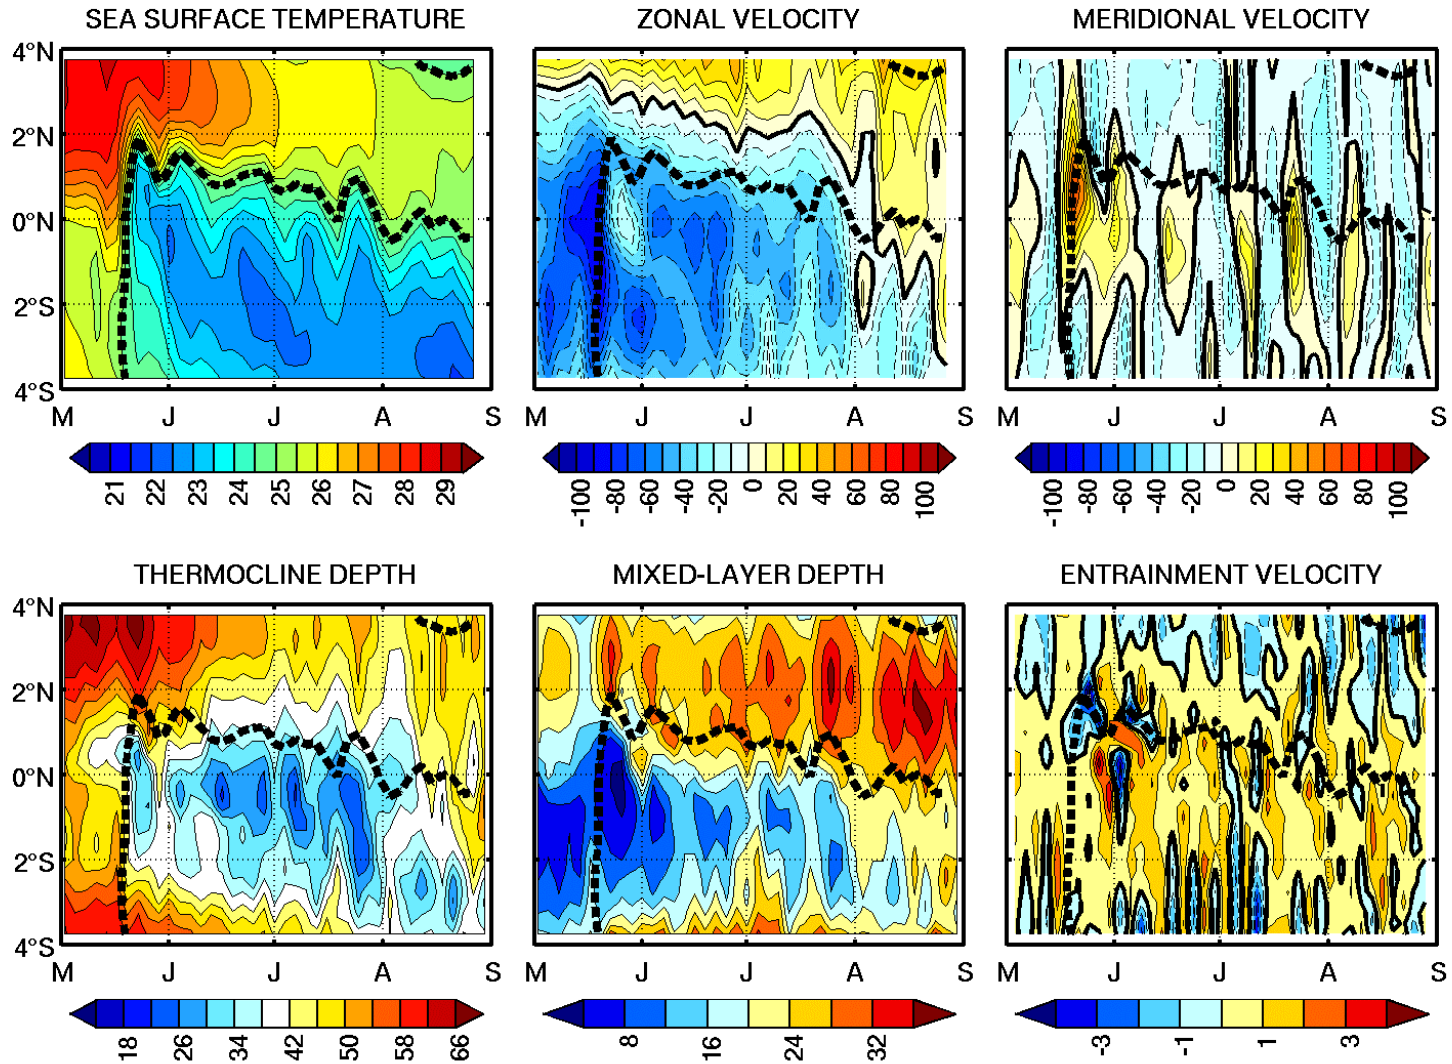 SEA SURFACE TEMPERATURE ZONAL VELOCITY MERIDIONAL VELOCITY
4°N
2°N
0°N
2°S
4°S
M J J A S M J J A S M J J A S
21 22 23 24 25 26 27 28 29 -100 -80 -60 -40 -20 0 20 40 60 80 100 -100 -80 -60 -40 -20 0 20 40 60 80 100
THERMOCLINE DEPTH MIXED-LAYER DEPTH ENTRAINMENT VELOCITY
4°N
2°N
0°N
2°S
4°S
M J J A S M J J A S M J J A S
18 26 34 42 50 58 66 8 16 24 32 -3 -1 1 3